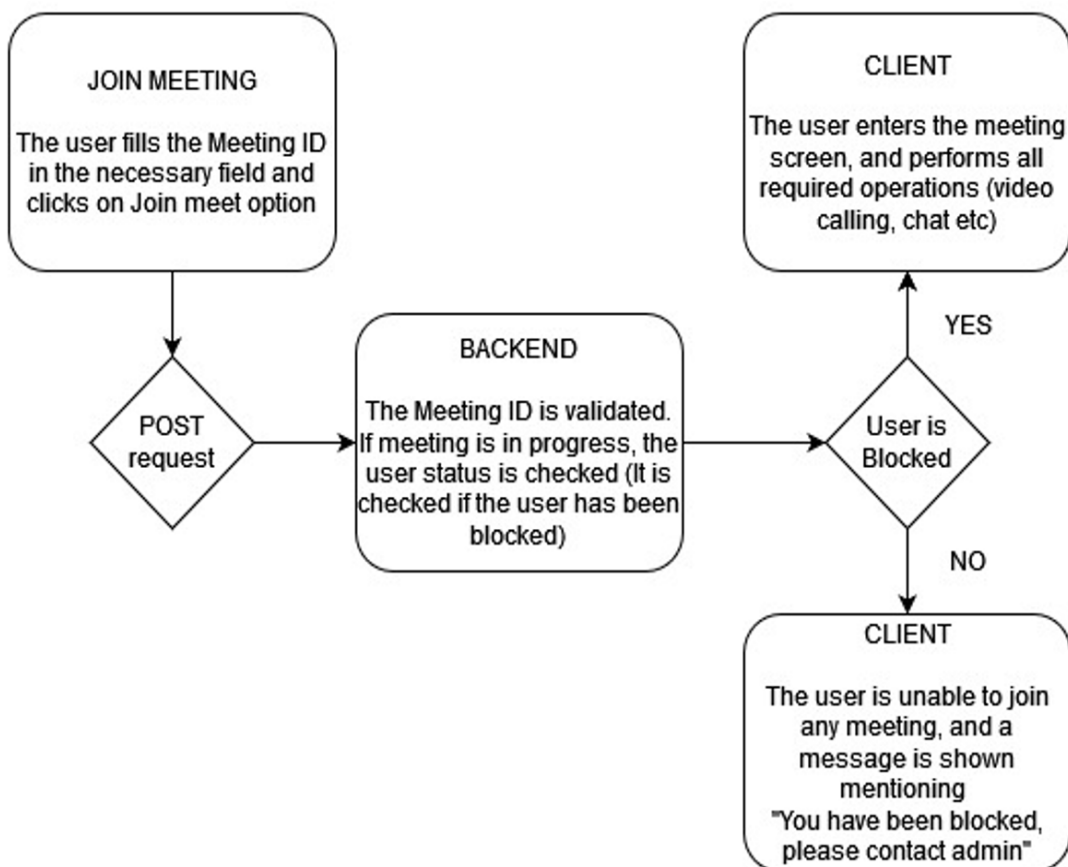 JOIN MEETING
The user fills the Meeting ID
in the necessary field and
clicks on Join meet option
POST
request
BACKEND
The Meeting ID is validated.
If meeting is in progress, the
user status is checked (It is
checked if the user has been
blocked)
User is
Blocked
YES
CLIENT
The user enters the meeting
screen, and performs all
required operations (video
calling, chat etc)
NO
CLIENT
The user is unable to join
any meeting, and a
message is shown
mentioning
"You have been blocked,
please contact admin"